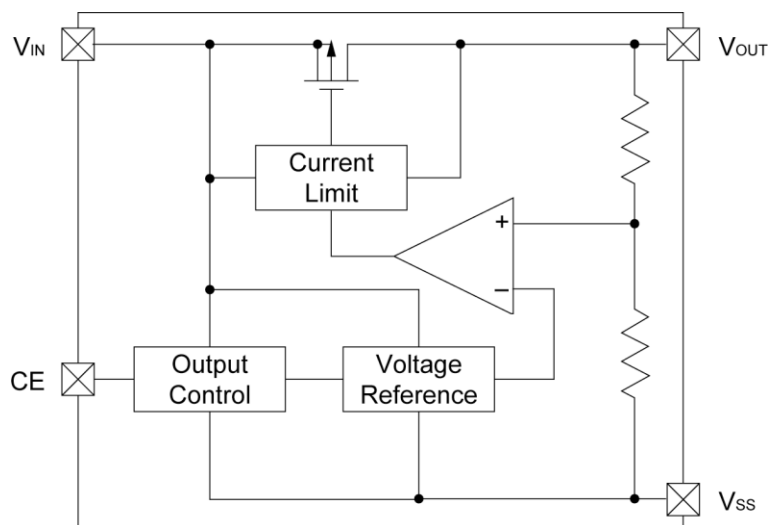 VIN
VOUT
Current
Limit
+
−
CE
Output
Control
Voltage
Reference
VSS